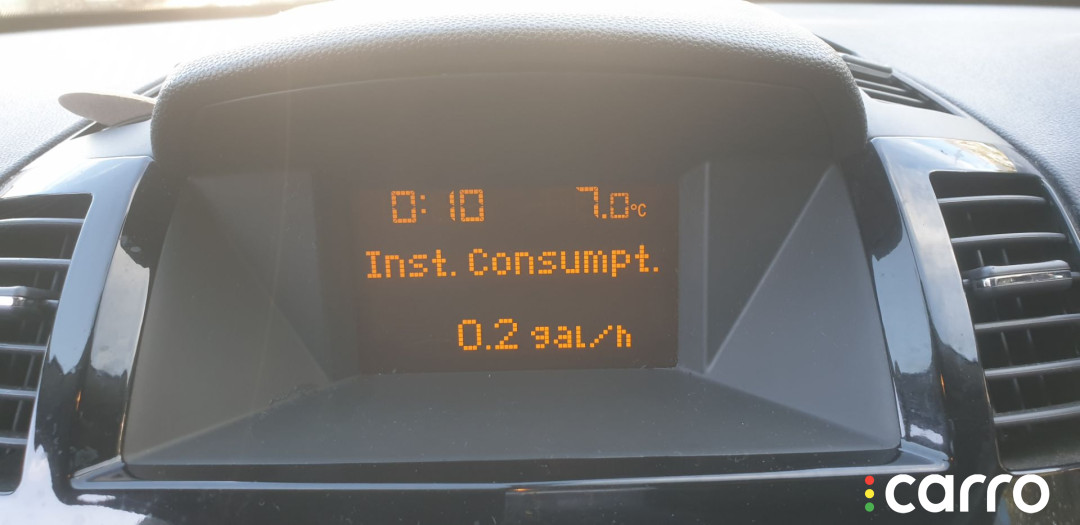 0:10 7.0°C
Inst. Consumpt.
0.2 gal/h
carro